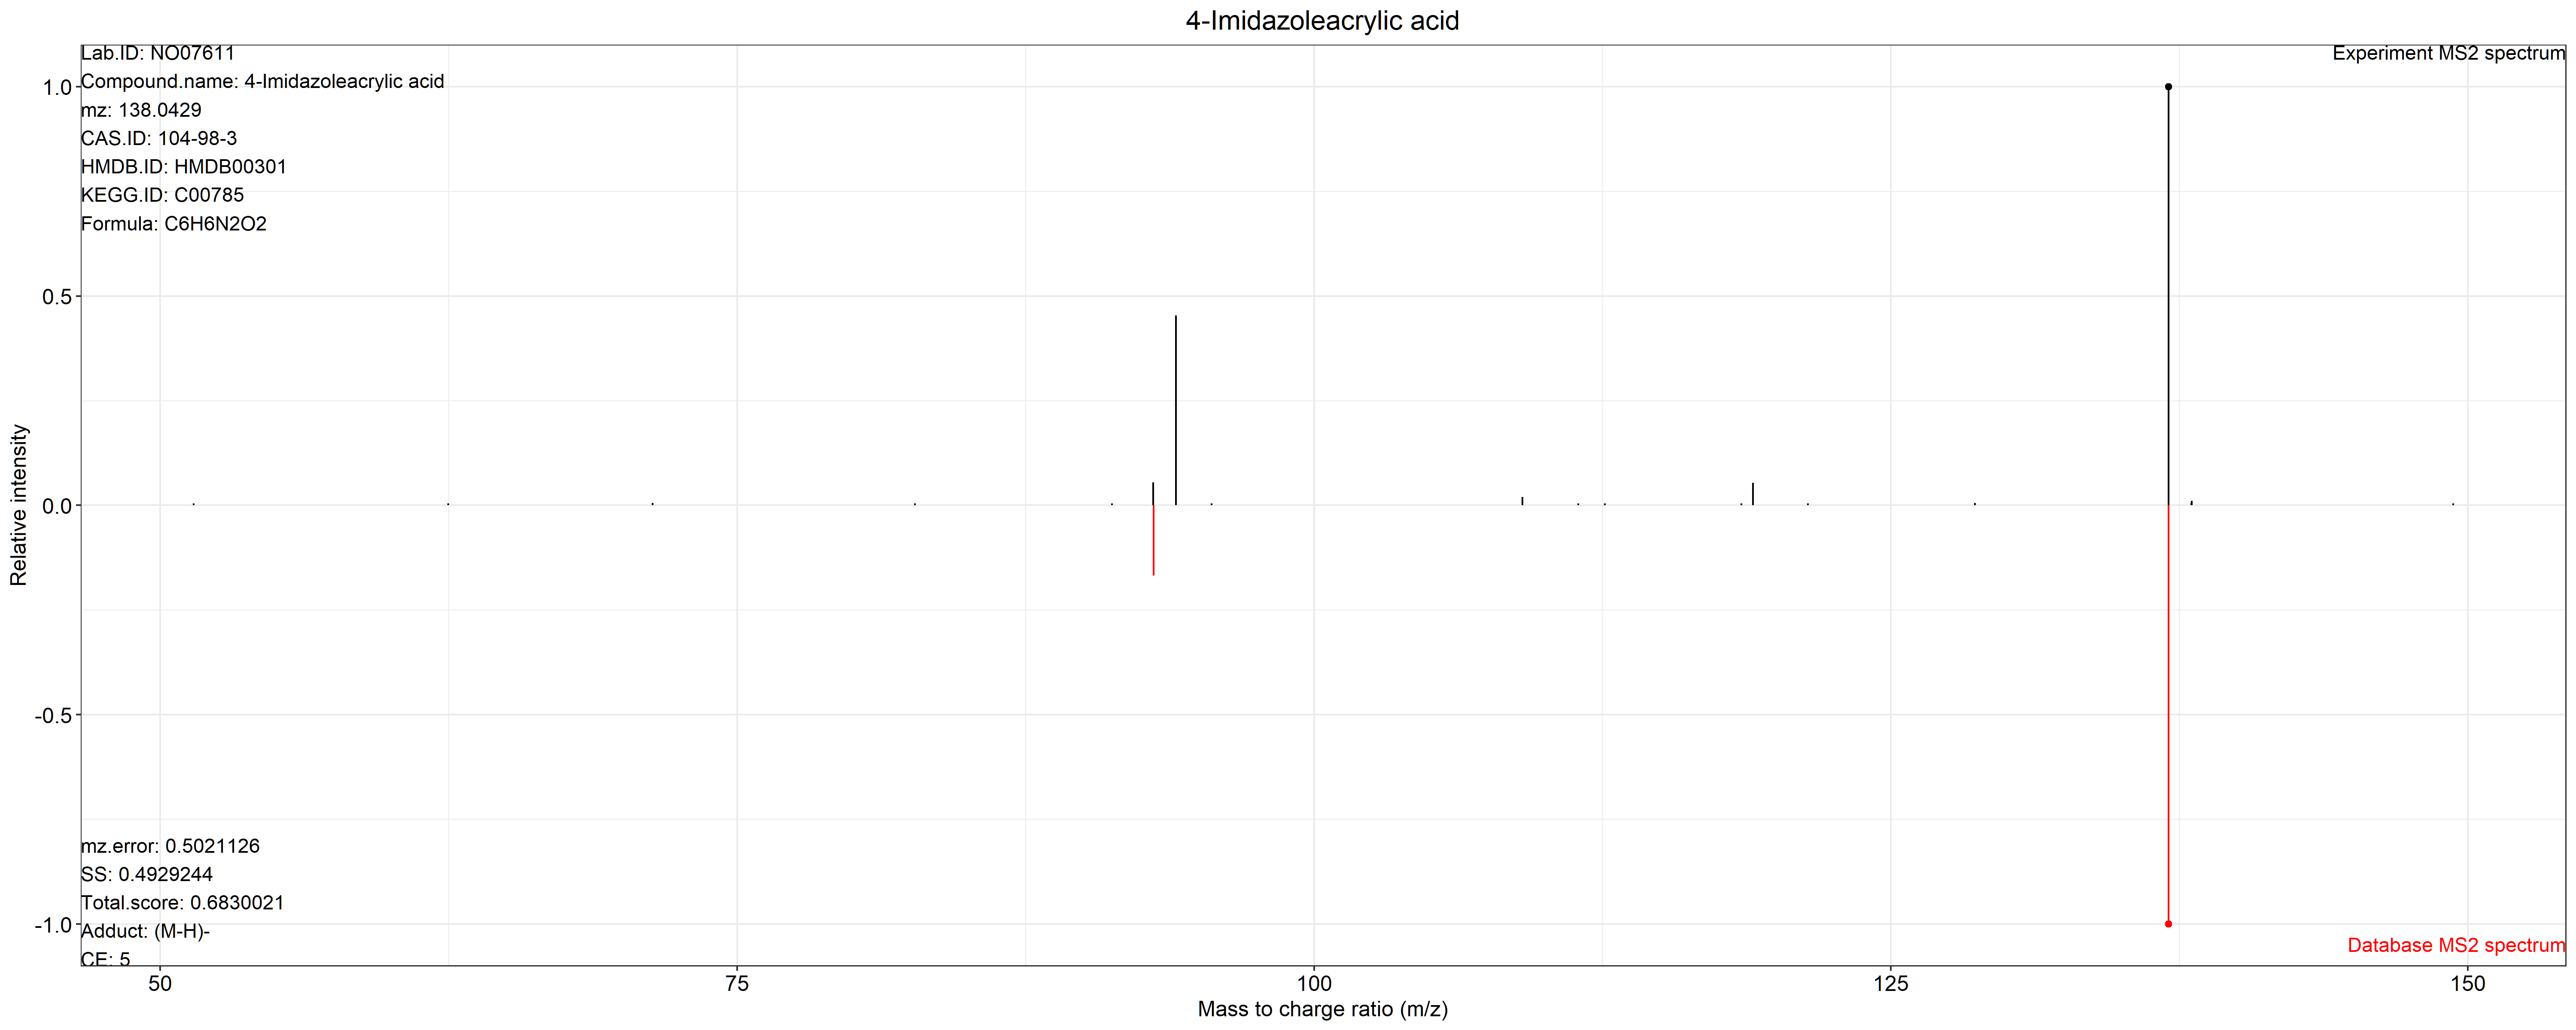 4-Imidazoleacrylic acid
Lab.ID: NO07611
Experiment MS2 spectrum
Compound.name: 4-Imidazoleacrylic acid
mz: 138.0429
CAS.ID: 104-98-3
HMDB.ID: HMDB00301
KEGG.ID: C00785
Formula: C6H6N2O2
1.0
0.5
0.0
-0.5
-1.0
Relative intensity
mz.error: 0.5021126
SS: 0.4929244
Total.score: 0.6830021
Adduct: (M-H)-
CE: 5
Database MS2 spectrum
50
75
100
125
150
Mass to charge ratio (m/z)